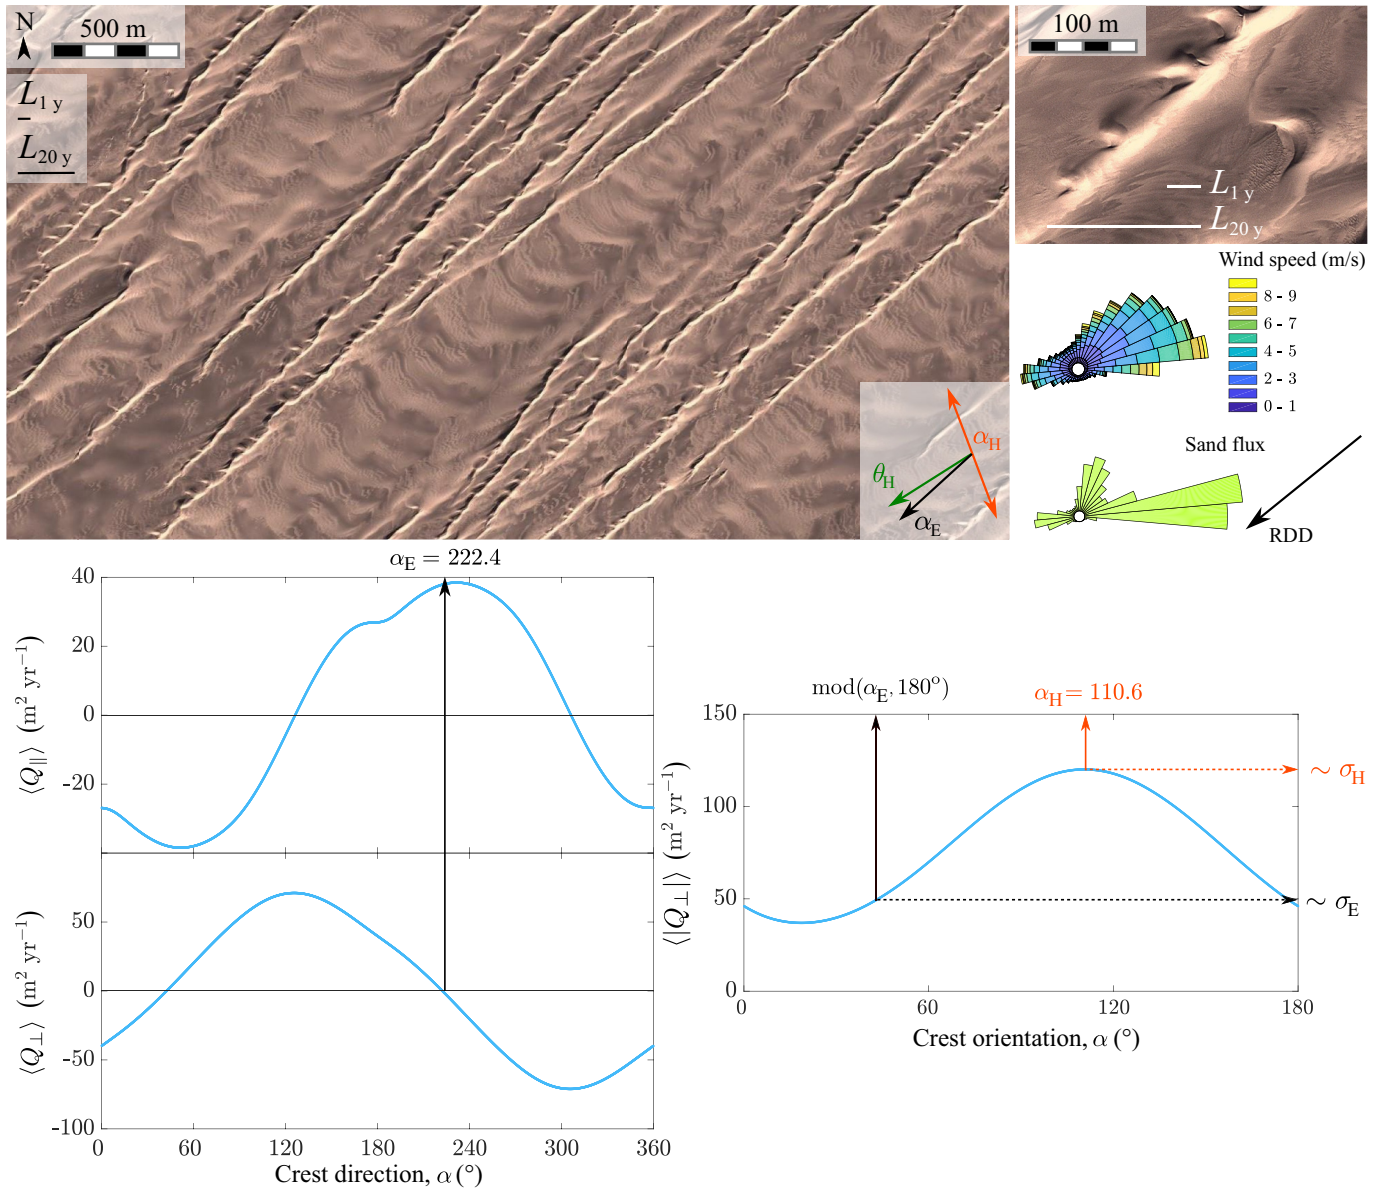 N
500 m
L1 y
L20 y
αH
θH
αE
100 m
L1 y
L20 y
Wind speed (m/s)
8 - 9
6 - 7
4 - 5
2 - 3
0 - 1
Sand flux
RDD
αE = 222.4
40
20
0
-20
⟨Q∥⟩ (m² yr⁻¹)
50
0
-50
-100
⟨Q⊥⟩ (m² yr⁻¹)
0 60 120 180 240 300 360
Crest direction, α (°)
mod(αE, 180°)
αH = 110.6
150
100
50
0
⟨|Q⊥|⟩ (m² yr⁻¹)
∼ σH
∼ σE
0 60 120 180
Crest orientation, α (°)